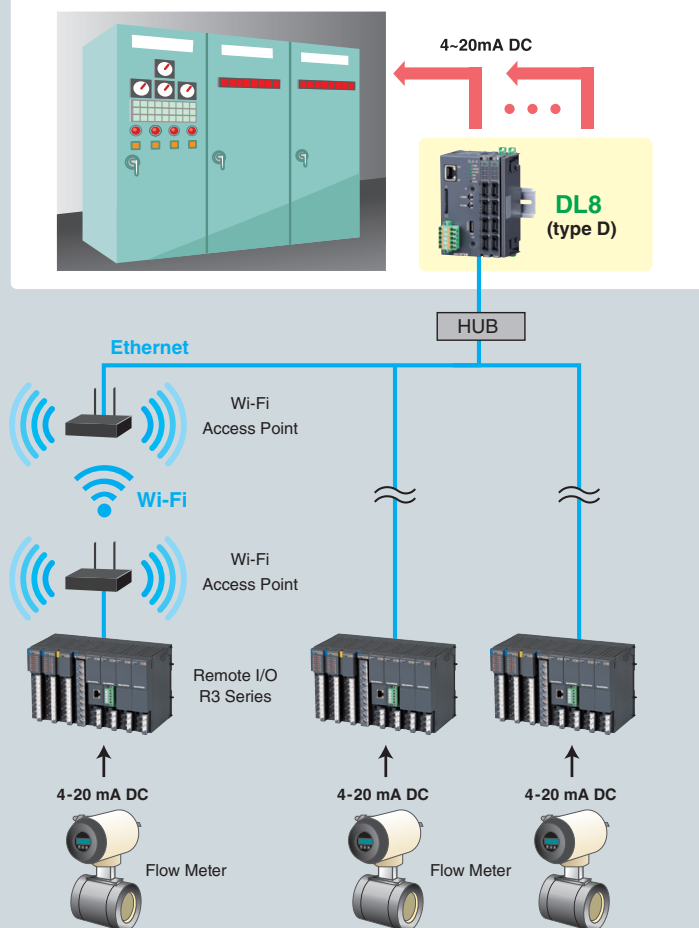 4~20mA DC
DL8
(type D)
HUB
Ethernet
Wi-Fi
Access Point
Wi-Fi
Wi-Fi
Access Point
Remote I/O
R3 Series
4-20 mA DC
4-20 mA DC
4-20 mA DC
Flow Meter
Flow Meter